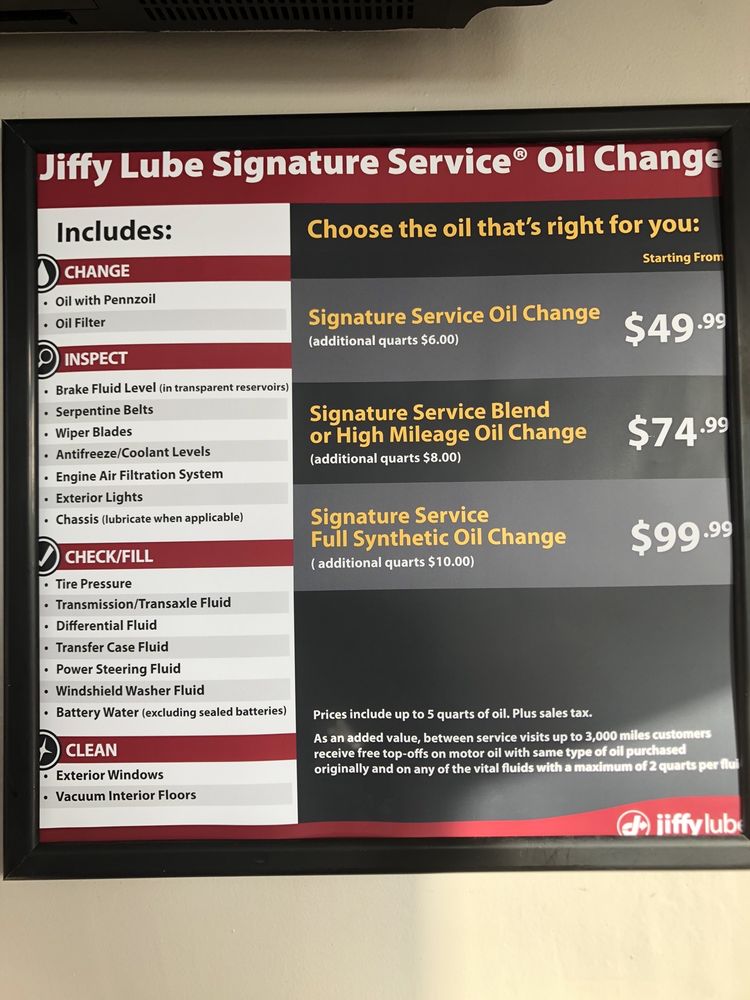 Jiffy Lube Signature Service® Oil Change
Includes:
CHANGE
• Oil with Pennzoil
• Oil Filter
INSPECT
• Brake Fluid Level (in transparent reservoirs)
• Serpentine Belts
• Wiper Blades
• Antifreeze/Coolant Levels
• Engine Air Filtration System
• Exterior Lights
• Chassis (lubricate when applicable)
CHECK/FILL
• Tire Pressure
• Transmission/Transaxle Fluid
• Differential Fluid
• Transfer Case Fluid
• Power Steering Fluid
• Windshield Washer Fluid
• Battery Water (excluding sealed batteries)
CLEAN
• Exterior Windows
• Vacuum Interior Floors
Choose the oil that's right for you:
Starting From
Signature Service Oil Change
(additional quarts $6.00)
$49.99
Signature Service Blend
or High Mileage Oil Change
(additional quarts $8.00)
$74.99
Signature Service
Full Synthetic Oil Change
( additional quarts $10.00)
$99.99
Prices include up to 5 quarts of oil. Plus sales tax.
As an added value, between service visits up to 3,000 miles customers
receive free top-offs on motor oil with same type of oil purchased
originally and on any of the vital fluids with a maximum of 2 quarts per flui
jiffy lube